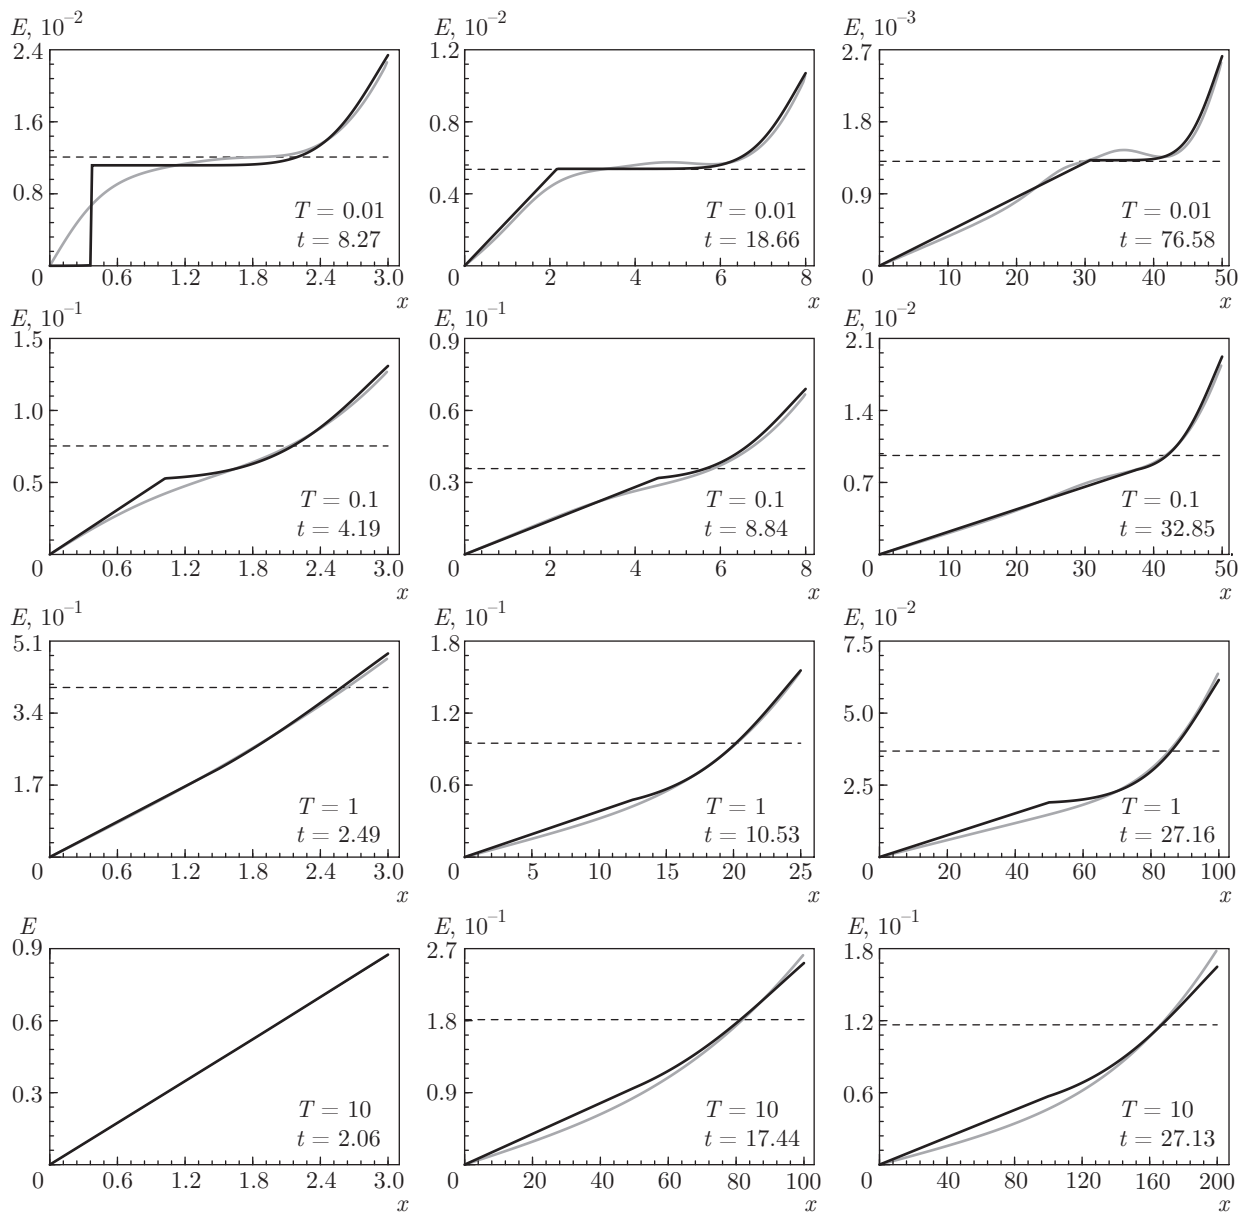 E, 10⁻²
2.4
1.6
0.8
0
0.6
1.2
1.8
2.4
3.0
x
T = 0.01
t = 8.27
E, 10⁻²
1.2
0.8
0.4
0
2
4
6
8
x
T = 0.01
t = 18.66
E, 10⁻³
2.7
1.8
0.9
0
10
20
30
40
50
x
T = 0.01
t = 76.58
E, 10⁻¹
1.5
1.0
0.5
0
0.6
1.2
1.8
2.4
3.0
x
T = 0.1
t = 4.19
E, 10⁻¹
0.9
0.6
0.3
0
2
4
6
8
x
T = 0.1
t = 8.84
E, 10⁻²
2.1
1.4
0.7
0
10
20
30
40
50
x
T = 0.1
t = 32.85
E, 10⁻¹
5.1
3.4
1.7
0
0.6
1.2
1.8
2.4
3.0
x
T = 1
t = 2.49
E, 10⁻¹
1.8
1.2
0.6
0
5
10
15
20
25
x
T = 1
t = 10.53
E, 10⁻²
7.5
5.0
2.5
0
20
40
60
80
100
x
T = 1
t = 27.16
E
0.9
0.6
0.3
0
0.6
1.2
1.8
2.4
3.0
x
T = 10
t = 2.06
E, 10⁻¹
2.7
1.8
0.9
0
20
40
60
80
100
x
T = 10
t = 17.44
E, 10⁻¹
1.8
1.2
0.6
0
40
80
120
160
200
x
T = 10
t = 27.13